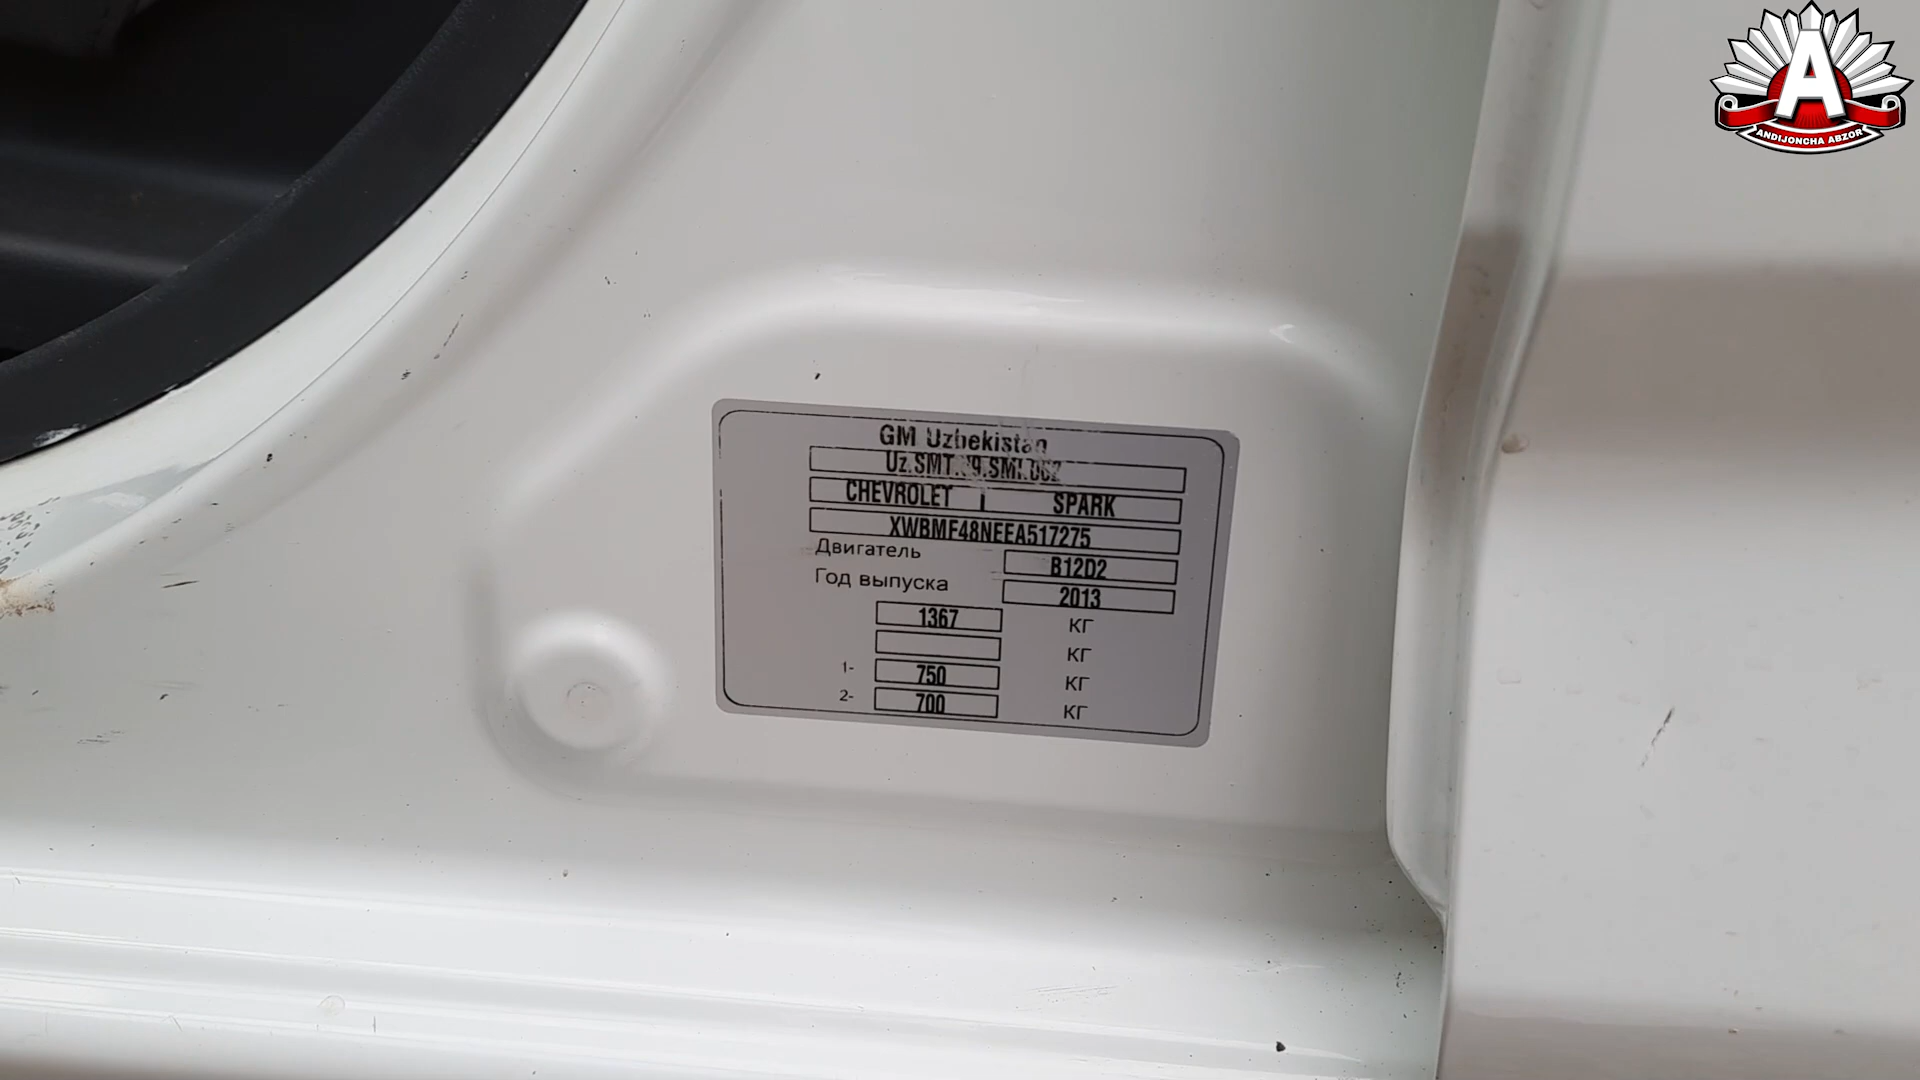 A
ANDIJONCHA ABZOR
GM Uzbekistan
CHEVROLET SPARK
XWBMF48NEEA517275
Двигатель B12D2
Год выпуска 2013
1367 КГ
КГ
1- 750 КГ
2- 700 КГ